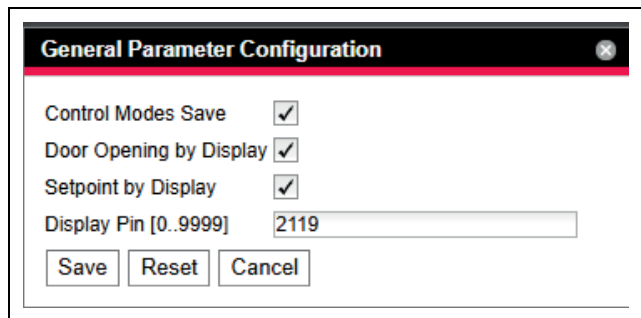 General Parameter Configuration
Control Modes Save
Door Opening by Display
Setpoint by Display
Display Pin [0..9999] 2119
Save Reset Cancel